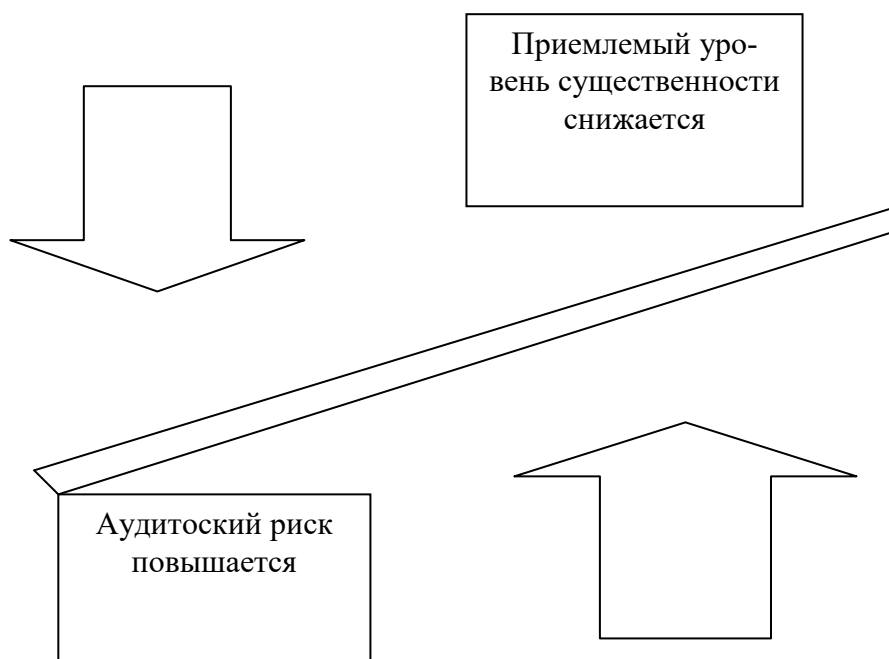 Приемлемый уро-
вень существенности
снижается
Аудитоский риск
повышается